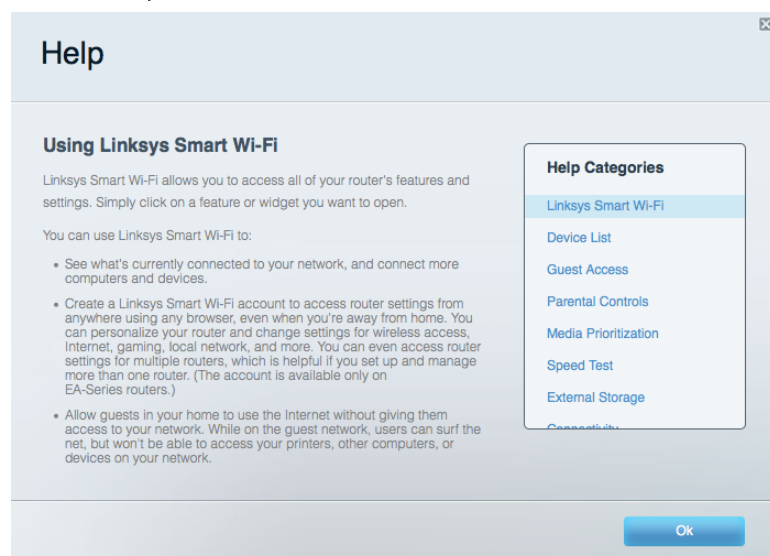 Help
Using Linksys Smart Wi-Fi
Linksys Smart Wi-Fi allows you to access all of your router's features and
settings. Simply click on a feature or widget you want to open.
You can use Linksys Smart Wi-Fi to:
• See what's currently connected to your network, and connect more
computers and devices.
• Create a Linksys Smart Wi-Fi account to access router settings from
anywhere using any browser, even when you're away from home. You
can personalize your router and change settings for wireless access,
Internet, gaming, local network, and more. You can even access router
settings for multiple routers, which is helpful if you set up and manage
more than one router. (The account is available only on
EA-Series routers.)
• Allow guests in your home to use the Internet without giving them
access to your network. While on the guest network, users can surf the
net, but won't be able to access your printers, other computers, or
devices on your network.
Help Categories
Linksys Smart Wi-Fi
Device List
Guest Access
Parental Controls
Media Prioritization
Speed Test
External Storage
Connectivity
Ok